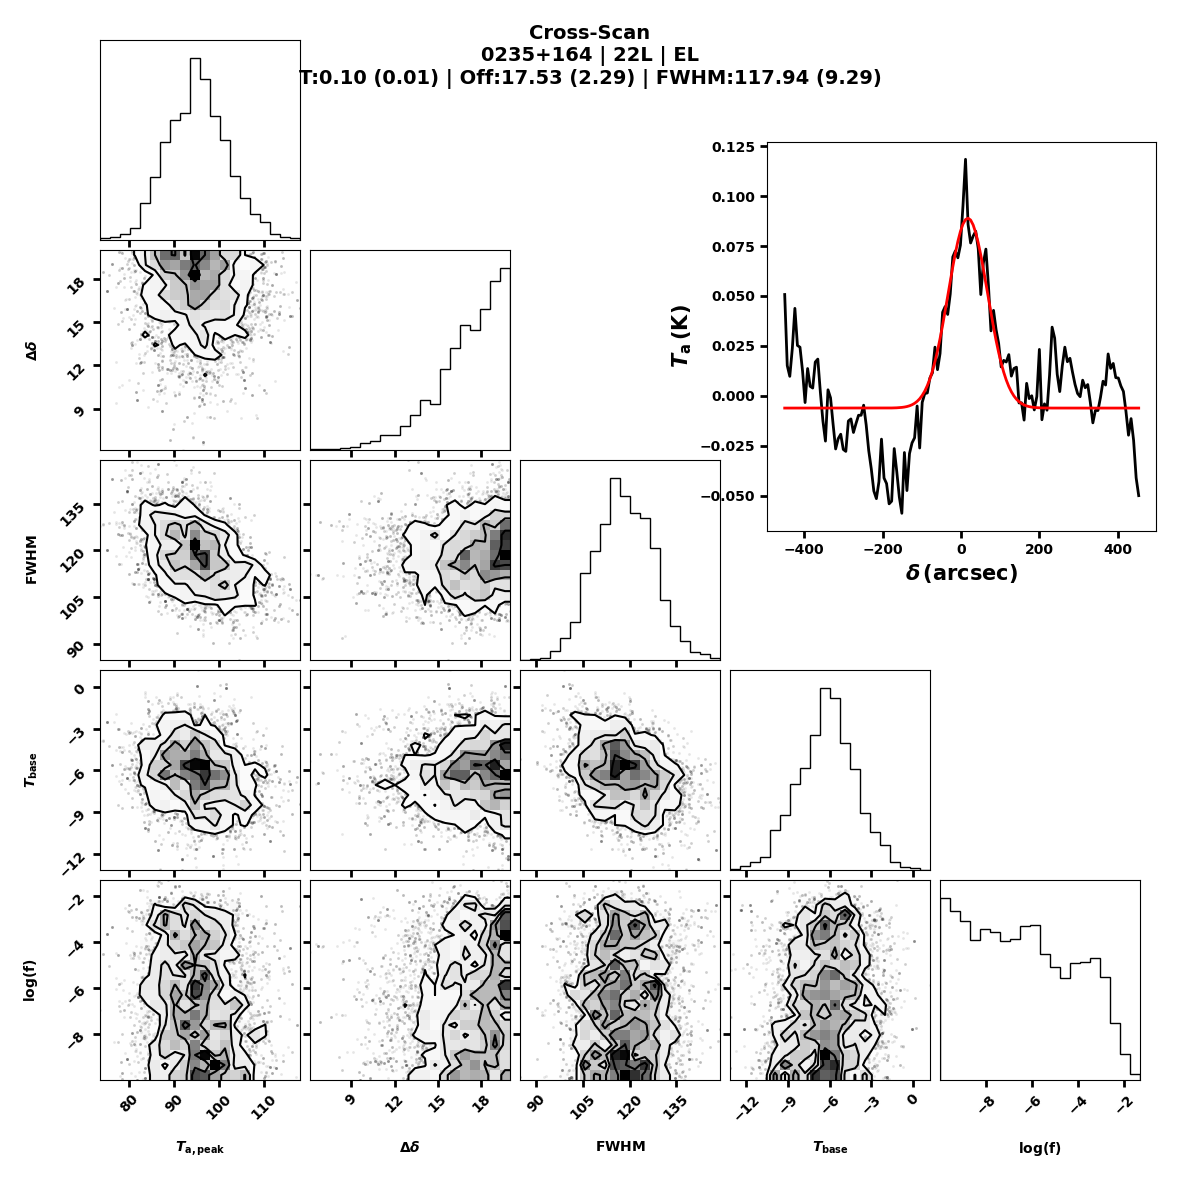 Cross-Scan
0235+164 | 22L | EL
T:0.10 (0.01) | Off:17.53 (2.29) | FWHM:117.94 (9.29)
0.125
0.100
0.075
0.050
0.025
0.000
−0.025
−0.050
Ta (K)
−400 −200 0 200 400
δ (arcsec)
18
15
12
9
Δδ
135
120
105
90
FWHM
0
−3
−6
−9
−12
Tbase
−2
−4
−6
−8
log(f)
80 90 100 110
9 12 15 18
90 105 120 135
−12 −9 −6 −3 0
−8 −6 −4 −2
Ta, peak
Δδ
FWHM
Tbase
log(f)